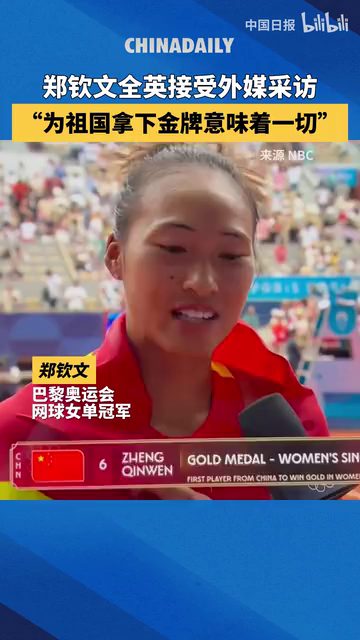 中国日报 bilibili
CHINADAILY
郑钦文全英接受外媒采访
“为祖国拿下金牌意味着一切”
来源 NBC
郑钦文
巴黎奥运会
网球女单冠军
CHN 6 ZHENG QINWEN GOLD MEDAL - WOMEN'S SIN
FIRST PLAYER FROM CHINA TO WIN GOLD IN WOME